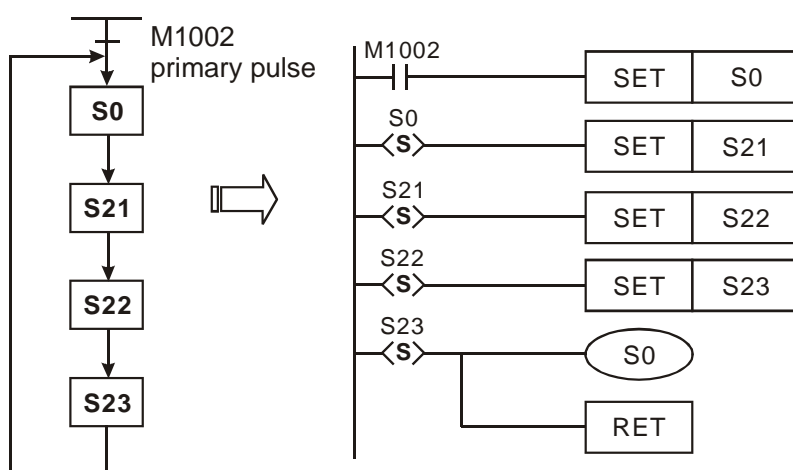 M1002
primary pulse
S0
S21
S22
S23
M1002
SET S0
S0
S
SET S21
S21
S
SET S22
S22
S
SET S23
S23
S
S0
RET